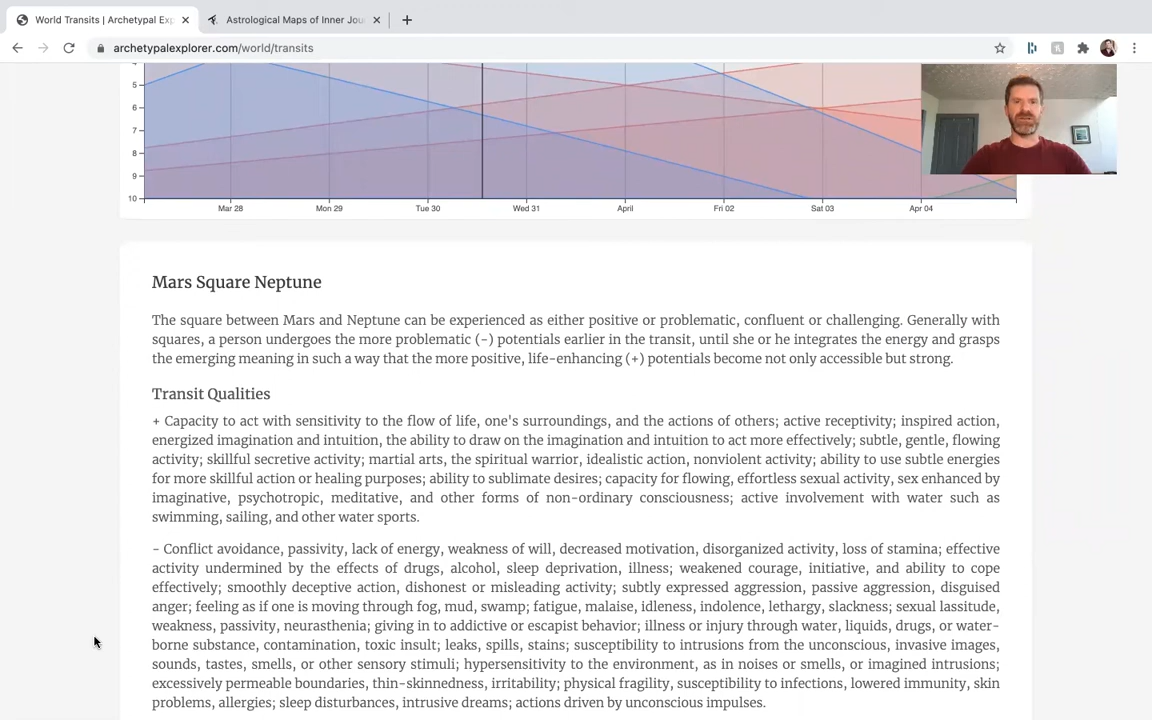 World Transits | Archetypal Exp
Astrological Maps of Inner Jou
archetypalexplorer.com/world/transits
5
6
7
8
9
10
Mar 28
Mon 29
Tue 30
Wed 31
April
Fri 02
Sat 03
Apr 04
Mars Square Neptune
The square between Mars and Neptune can be experienced as either positive or problematic, confluent or challenging. Generally with
squares, a person undergoes the more problematic (-) potentials earlier in the transit, until she or he integrates the energy and grasps
the emerging meaning in such a way that the more positive, life-enhancing (+) potentials become not only accessible but strong.
Transit Qualities
+ Capacity to act with sensitivity to the flow of life, one's surroundings, and the actions of others; active receptivity; inspired action,
energized imagination and intuition, the ability to draw on the imagination and intuition to act more effectively; subtle, gentle, flowing
activity; skillful secretive activity; martial arts, the spiritual warrior, idealistic action, nonviolent activity; ability to use subtle energies
for more skillful action or healing purposes; ability to sublimate desires; capacity for flowing, effortless sexual activity, sex enhanced by
imaginative, psychotropic, meditative, and other forms of non-ordinary consciousness; active involvement with water such as
swimming, sailing, and other water sports.
- Conflict avoidance, passivity, lack of energy, weakness of will, decreased motivation, disorganized activity, loss of stamina; effective
activity undermined by the effects of drugs, alcohol, sleep deprivation, illness; weakened courage, initiative, and ability to cope
effectively; smoothly deceptive action, dishonest or misleading activity; subtly expressed aggression, passive aggression, disguised
anger; feeling as if one is moving through fog, mud, swamp; fatigue, malaise, idleness, indolence, lethargy, slackness; sexual lassitude,
weakness, passivity, neurasthenia; giving in to addictive or escapist behavior; illness or injury through water, liquids, drugs, or water-
borne substance, contamination, toxic insult; leaks, spills, stains; susceptibility to intrusions from the unconscious, invasive images,
sounds, tastes, smells, or other sensory stimuli; hypersensitivity to the environment, as in noises or smells, or imagined intrusions;
excessively permeable boundaries, thin-skinnedness, irritability; physical fragility, susceptibility to infections, lowered immunity, skin
problems, allergies; sleep disturbances, intrusive dreams; actions driven by unconscious impulses.